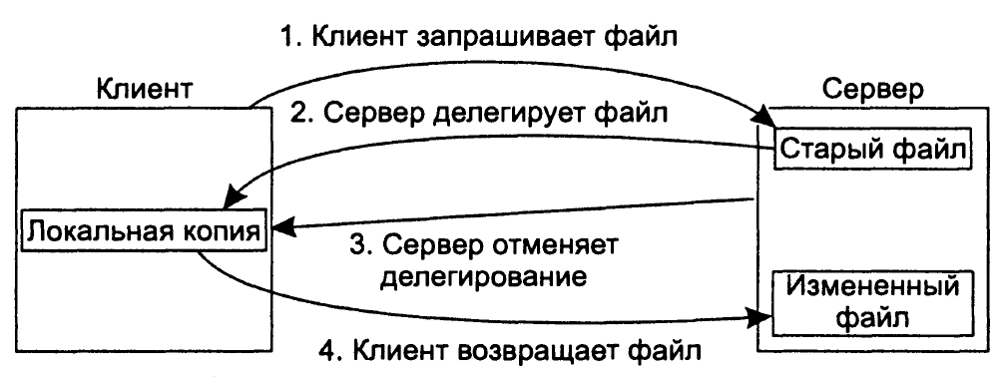 1. Клиент запрашивает файл
Клиент
Сервер
2. Сервер делегирует файл
Старый файл
Локальная копия
3. Сервер отменяет
делегирование
Измененный
файл
4. Клиент возвращает файл